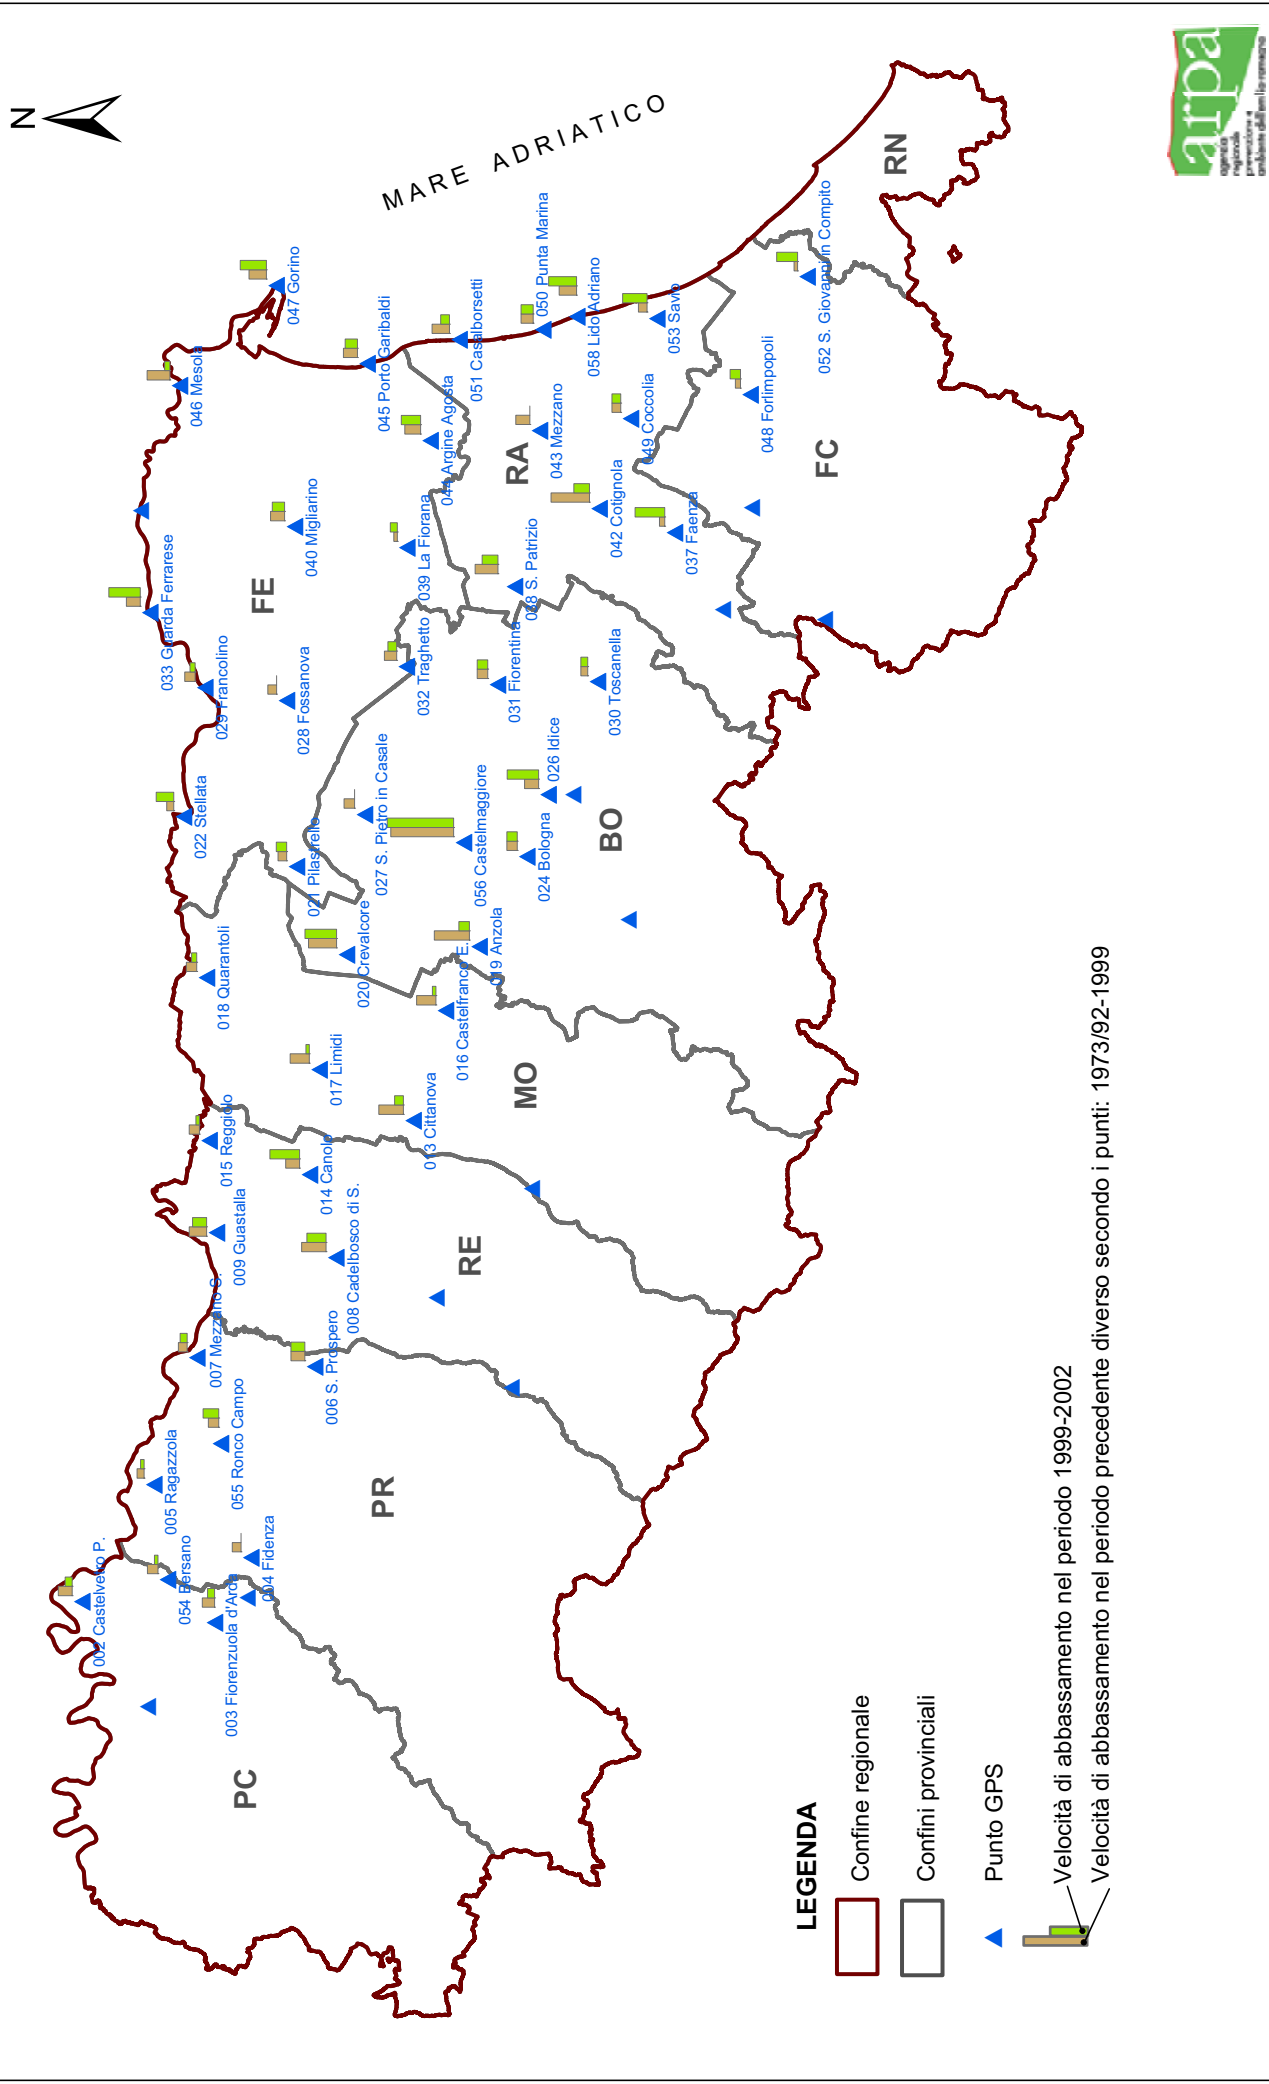 N
MARE ADRIATICO
002 Castelvetro P.
054 Bersano
003 Fiorenzuola d'Arda
004 Fidenza
005 Ragazzola
055 Ronco Campo
007 Mezzano S.
006 S. Prospero
009 Guastalla
008 Cadelbosco di S.
015 Reggiolo
014 Canolo
013 Cittanova
017 Limidi
018 Quarantoli
016 Castelfranco E.
019 Anzola
020 Crevalcore
021 Pilastrello
022 Stellata
027 S. Pietro in Casale
056 Castelmaggiore
024 Bologna
026 Idice
028 Fossanova
029 Francolino
033 Guarda Ferrarese
032 Traghetto
031 Fiorentina
030 Toscanella
038 S. Patrizio
039 La Fiorana
040 Migliarino
042 Cotignola
037 Faenza
043 Mezzano
049 Coccolia
044 Argine Agosta
045 Porto Garibaldi
046 Mesola
047 Gorino
051 Casalborsetti
050 Punta Marina
058 Lido Adriano
053 Savio
048 Forlimpopoli
052 S. Giovanni in Compito
PC
PR
RE
MO
BO
FE
RA
FC
RN
LEGENDA
Confine regionale
Confini provinciali
Punto GPS
Velocità di abbassamento nel periodo 1999-2002
Velocità di abbassamento nel periodo precedente diverso secondo i punti: 1973/92-1999
arpa
agenzia
regionale
prevenzione e
ambiente dell'emilia-romagna